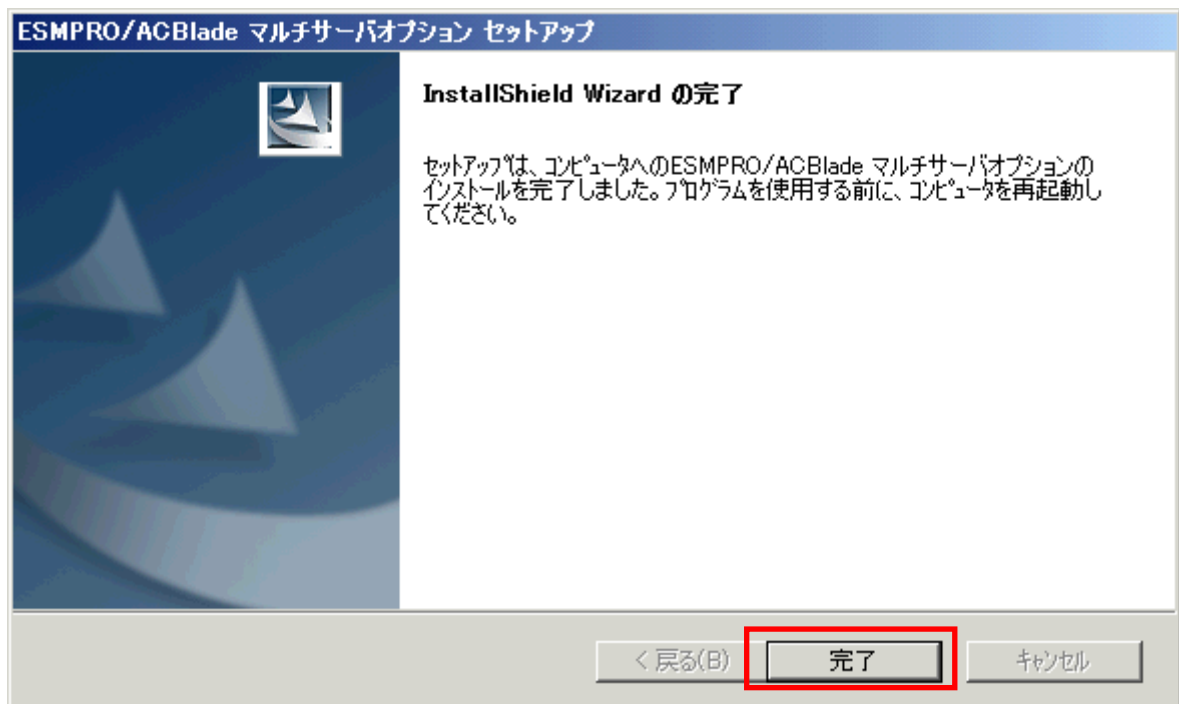 ESMPRO/ACBlade マルチサーバオプション セットアップ
InstallShield Wizard の完了
セットアップは、コンピュータへのESMPRO/ACBlade マルチサーバオプションの
インストールを完了しました。プログラムを使用する前に、コンピュータを再起動し
てください。
< 戻る(B)
完了
キャンセル